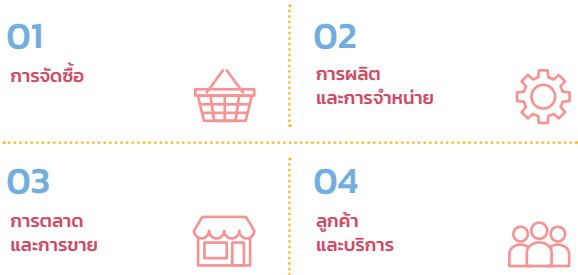 01
การจัดซื้อ
02
การผลิต
และการจำหน่าย
03
การตลาด
และการขาย
04
ลูกค้า
และบริการ